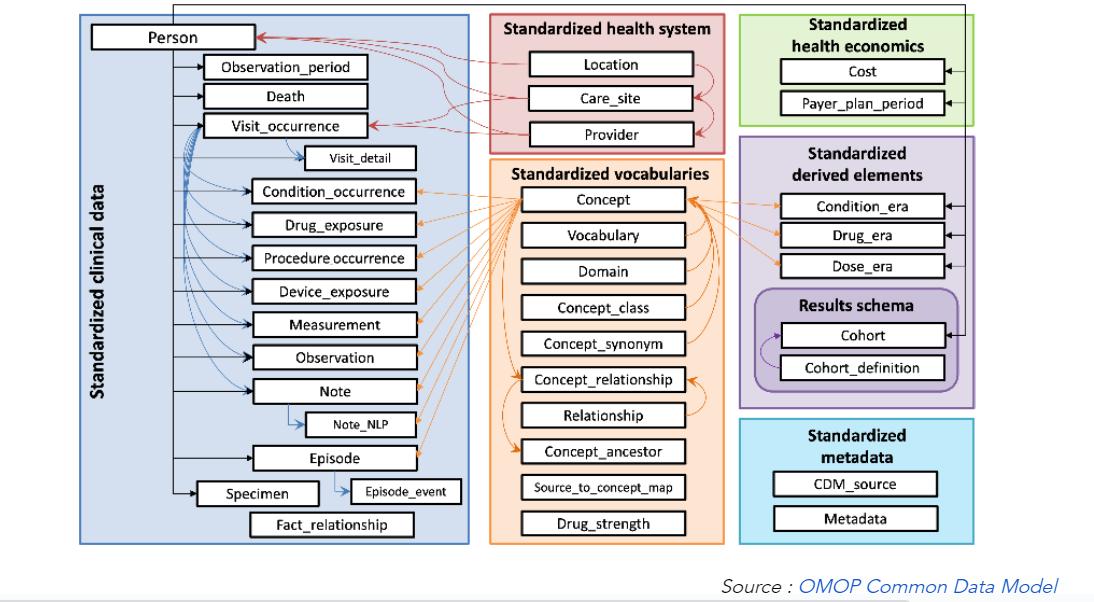 Standardized clinical data
Person
Observation_period
Death
Visit_occurrence
Visit_detail
Condition_occurrence
Drug_exposure
Procedure_occurrence
Device_exposure
Measurement
Observation
Note
Note_NLP
Episode
Specimen
Episode_event
Fact_relationship
Standardized health system
Location
Care_site
Provider
Standardized vocabularies
Concept
Vocabulary
Domain
Concept_class
Concept_synonym
Concept_relationship
Relationship
Concept_ancestor
Source_to_concept_map
Drug_strength
Standardized
health economics
Cost
Payer_plan_period
Standardized
derived elements
Condition_era
Drug_era
Dose_era
Results schema
Cohort
Cohort_definition
Standardized
metadata
CDM_source
Metadata
Source : OMOP Common Data Model